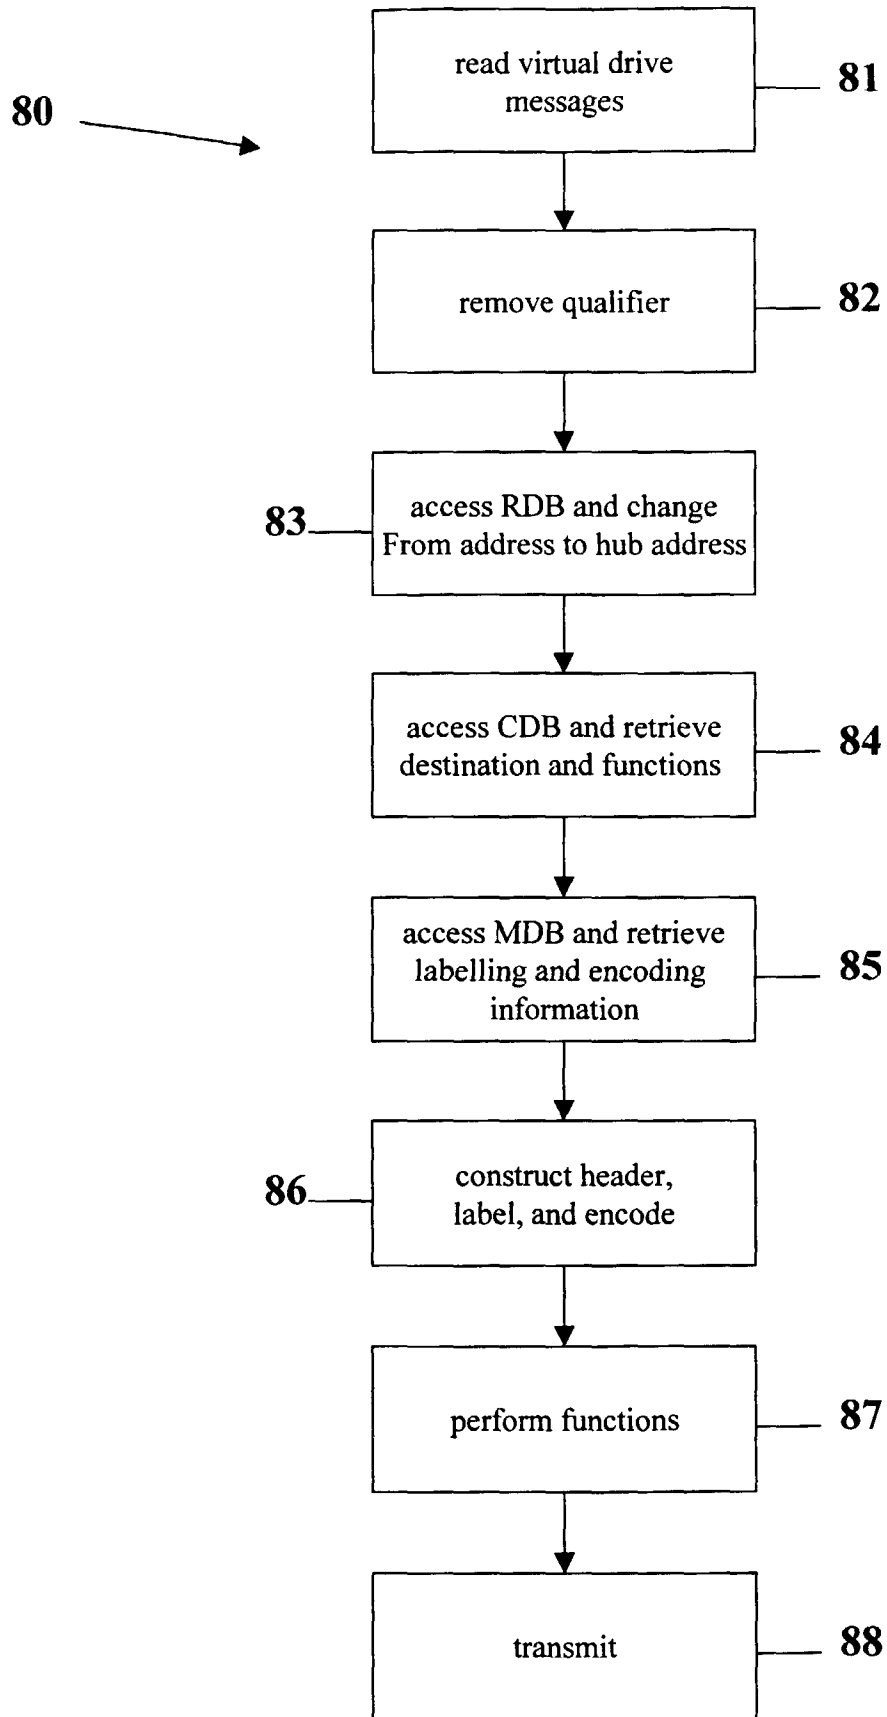 read virtual drive
messages
81
80
remove qualifier
82
83
access RDB and change
From address to hub address
access CDB and retrieve
destination and functions
84
access MDB and retrieve
labelling and encoding
information
85
86
construct header,
label, and encode
perform functions
87
transmit
88